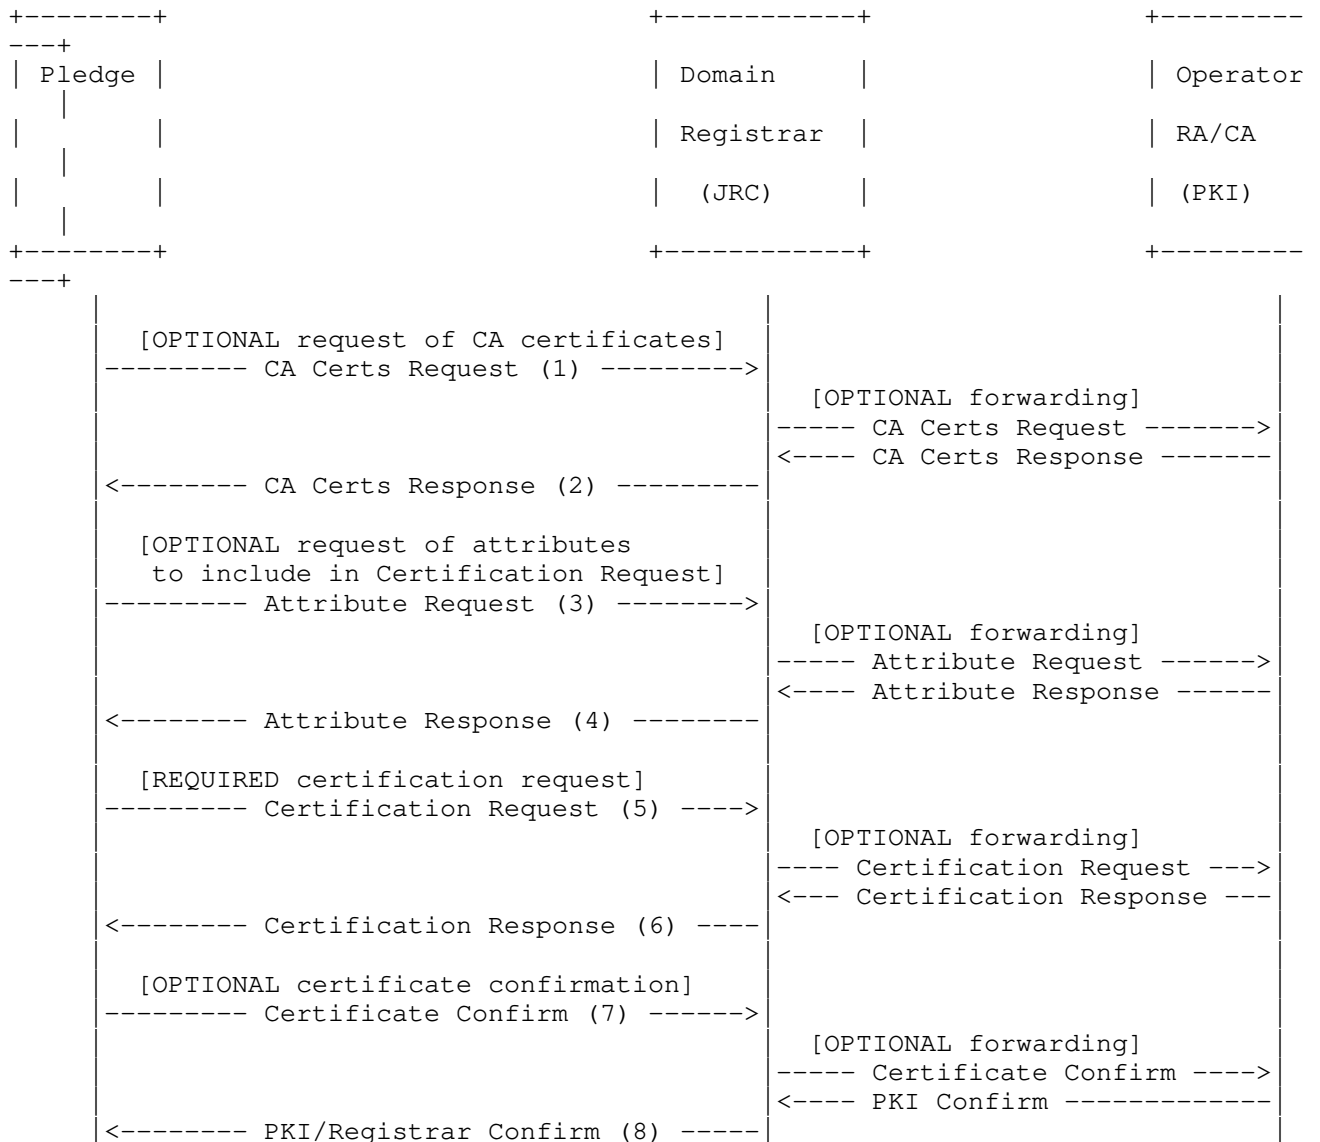 +--------+                               +------------+                 +---------
---+
| Pledge |                               | Domain     |                 | Operator
   |
|        |                               | Registrar  |                 | RA/CA
   |
|        |                               |  (JRC)     |                 | (PKI)
   |
+--------+                               +------------+                 +---------
---+
     |                                          |                               |
     |  [OPTIONAL request of CA certificates]   |                               |
     |--------- CA Certs Request (1) --------->|                               |
     |                                          |  [OPTIONAL forwarding]        |
     |                                          |----- CA Certs Request ------->|
     |                                          |<---- CA Certs Response -------|
     |<-------- CA Certs Response (2) ---------|                               |
     |                                          |                               |
     |  [OPTIONAL request of attributes         |                               |
     |   to include in Certification Request]   |                               |
     |--------- Attribute Request (3) -------->|                               |
     |                                          |  [OPTIONAL forwarding]        |
     |                                          |----- Attribute Request ------>|
     |                                          |<---- Attribute Response ------|
     |<-------- Attribute Response (4) --------|                               |
     |                                          |                               |
     |  [REQUIRED certification request]        |                               |
     |--------- Certification Request (5) ---->|                               |
     |                                          |  [OPTIONAL forwarding]        |
     |                                          |---- Certification Request --->|
     |                                          |<--- Certification Response ---|
     |<-------- Certification Response (6) ----|                               |
     |                                          |                               |
     |  [OPTIONAL certificate confirmation]     |                               |
     |--------- Certificate Confirm (7) ------>|                               |
     |                                          |  [OPTIONAL forwarding]        |
     |                                          |----- Certificate Confirm ---->|
     |                                          |<---- PKI Confirm -------------|
     |<-------- PKI/Registrar Confirm (8) -----|                               |